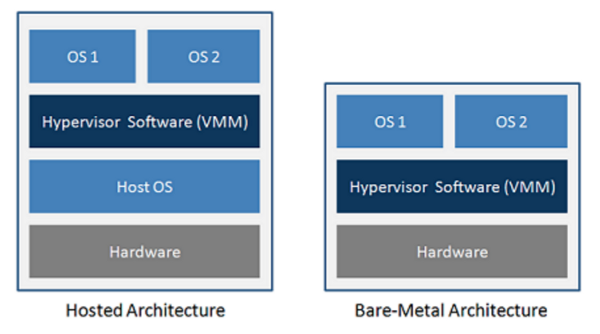 OS 1
OS 2
Hypervisor Software (VMM)
Host OS
Hardware
Hosted Architecture
OS 1
OS 2
Hypervisor Software (VMM)
Hardware
Bare-Metal Architecture